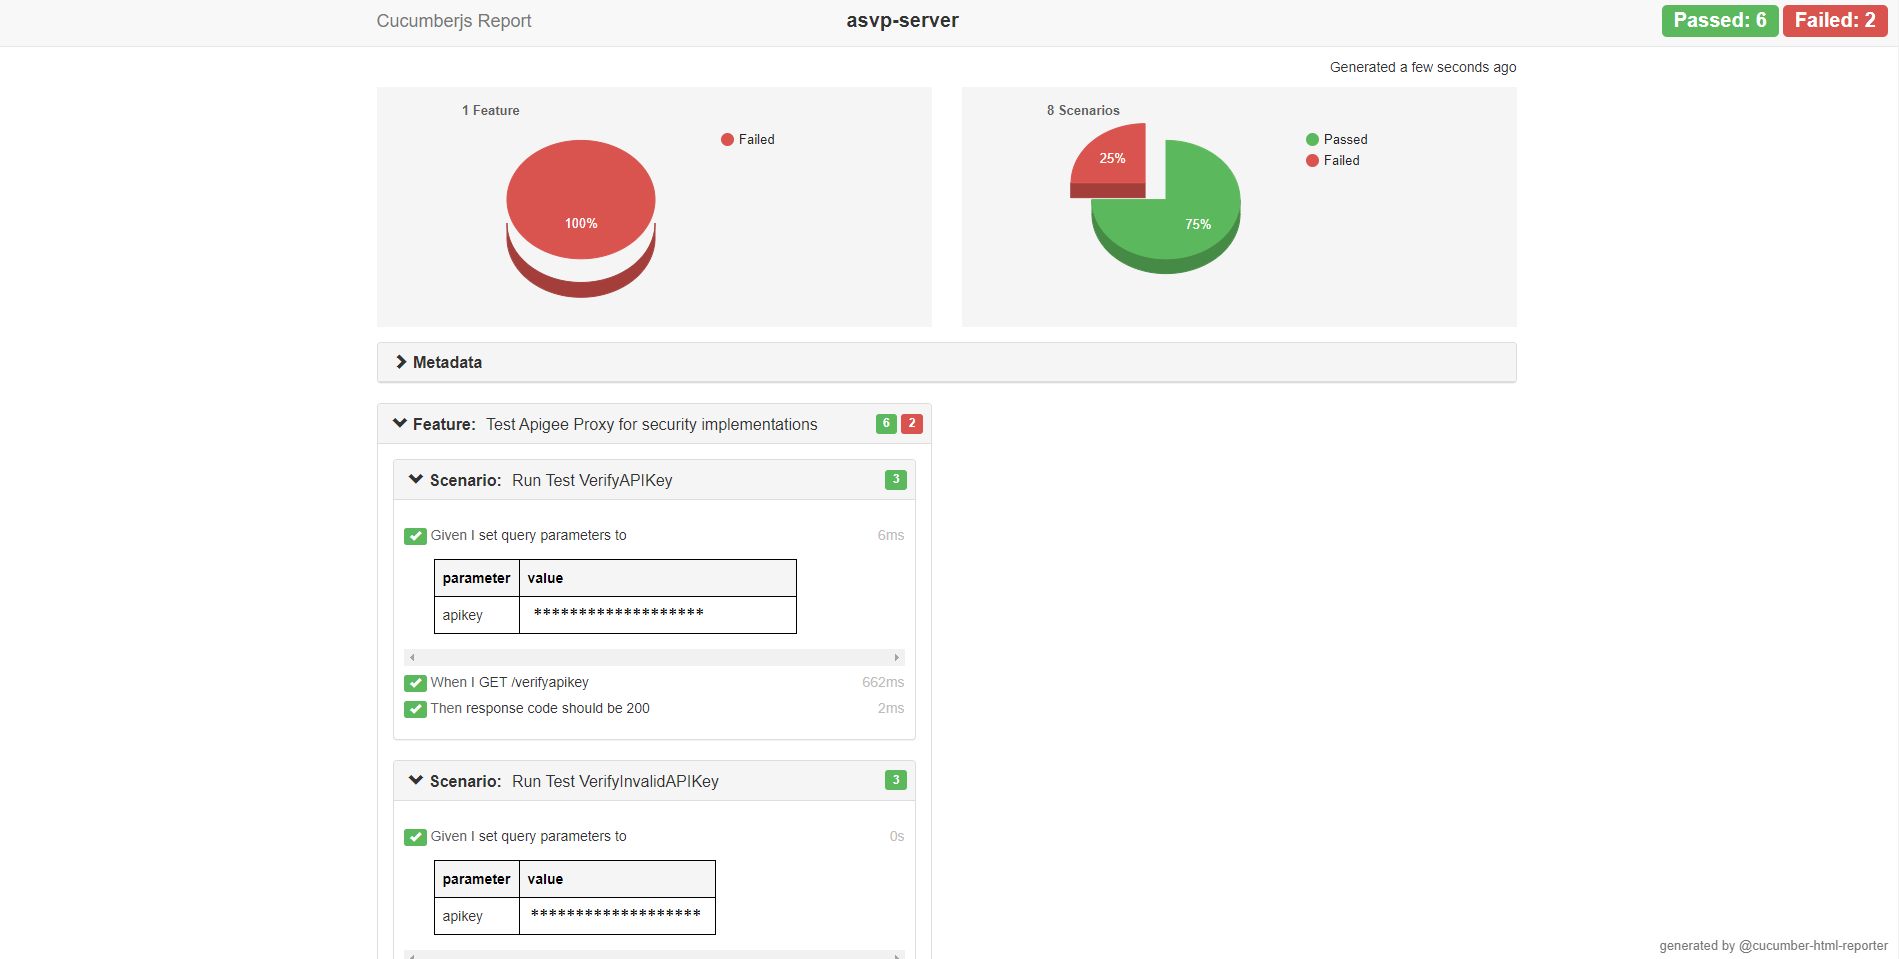 Cucumberjs Report
asvp-server
Passed: 6 Failed: 2
Generated a few seconds ago
1 Feature
Failed
100%
8 Scenarios
Passed
Failed
25%
75%
Metadata
Feature: Test Apigee Proxy for security implementations 6 2
Scenario: Run Test VerifyAPIKey 3
Given I set query parameters to 6ms
parameter value
apikey *******************
When I GET /verifyapikey 662ms
Then response code should be 200 2ms
Scenario: Run Test VerifyInvalidAPIKey 3
Given I set query parameters to 0s
parameter value
apikey *******************
generated by @cucumber-html-reporter